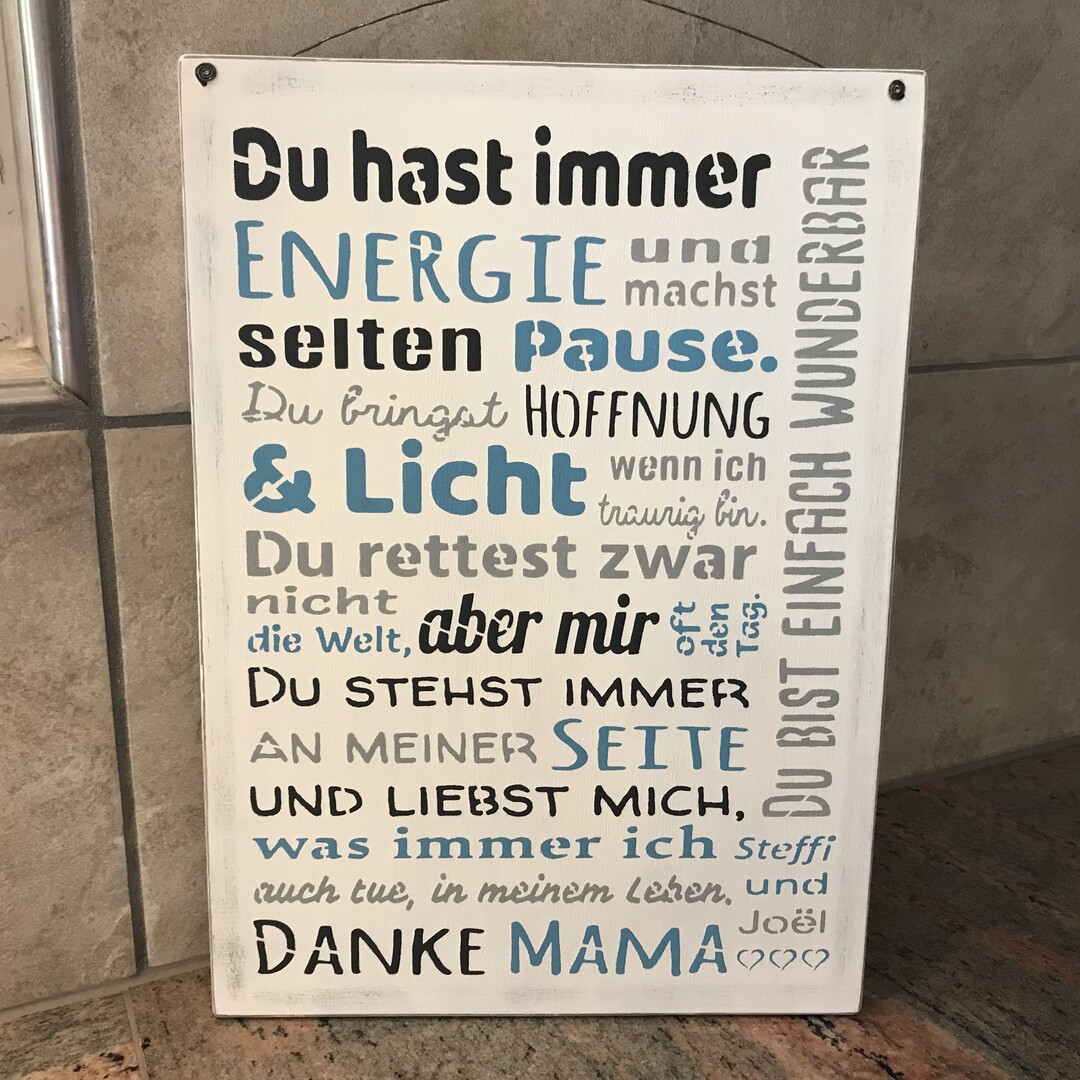 Du hast immer
ENERGIE und
machst
selten Pause.
Du bringst HOFFNUNG
& Licht wenn ich
traurig bin.
Du rettest zwar
nicht
die Welt, aber mir oft
den
Tag.
DU STEHST IMMER
AN MEINER SEITE
UND LIEBST MICH,
was immer ich
auch tue, in meinem Leben.
DANKE MAMA
Steffi
und
Joël
♡♡♡
DU BIST EINFACH WUNDERBAR